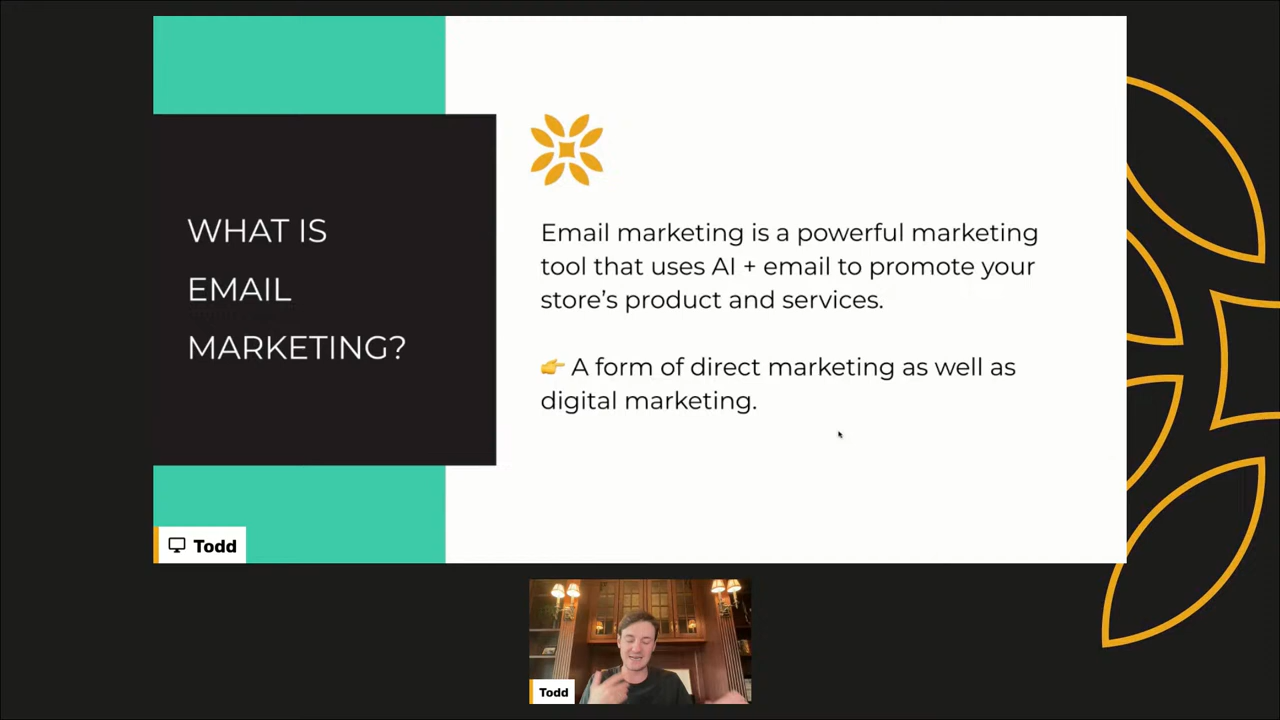 WHAT IS
EMAIL
MARKETING?
Email marketing is a powerful marketing
tool that uses AI + email to promote your
store’s product and services.
👉 A form of direct marketing as well as
digital marketing.
Todd
Todd